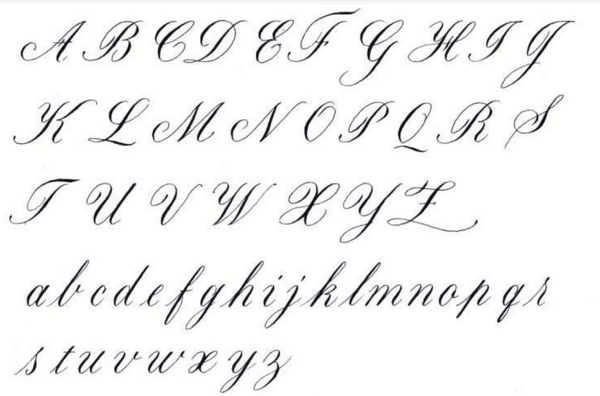 A B C D E F G H I J
K L M N O P Q R S
T U V W X Y Z
a b c d e f g h i j k l m n o p q r
s t u v w x y z